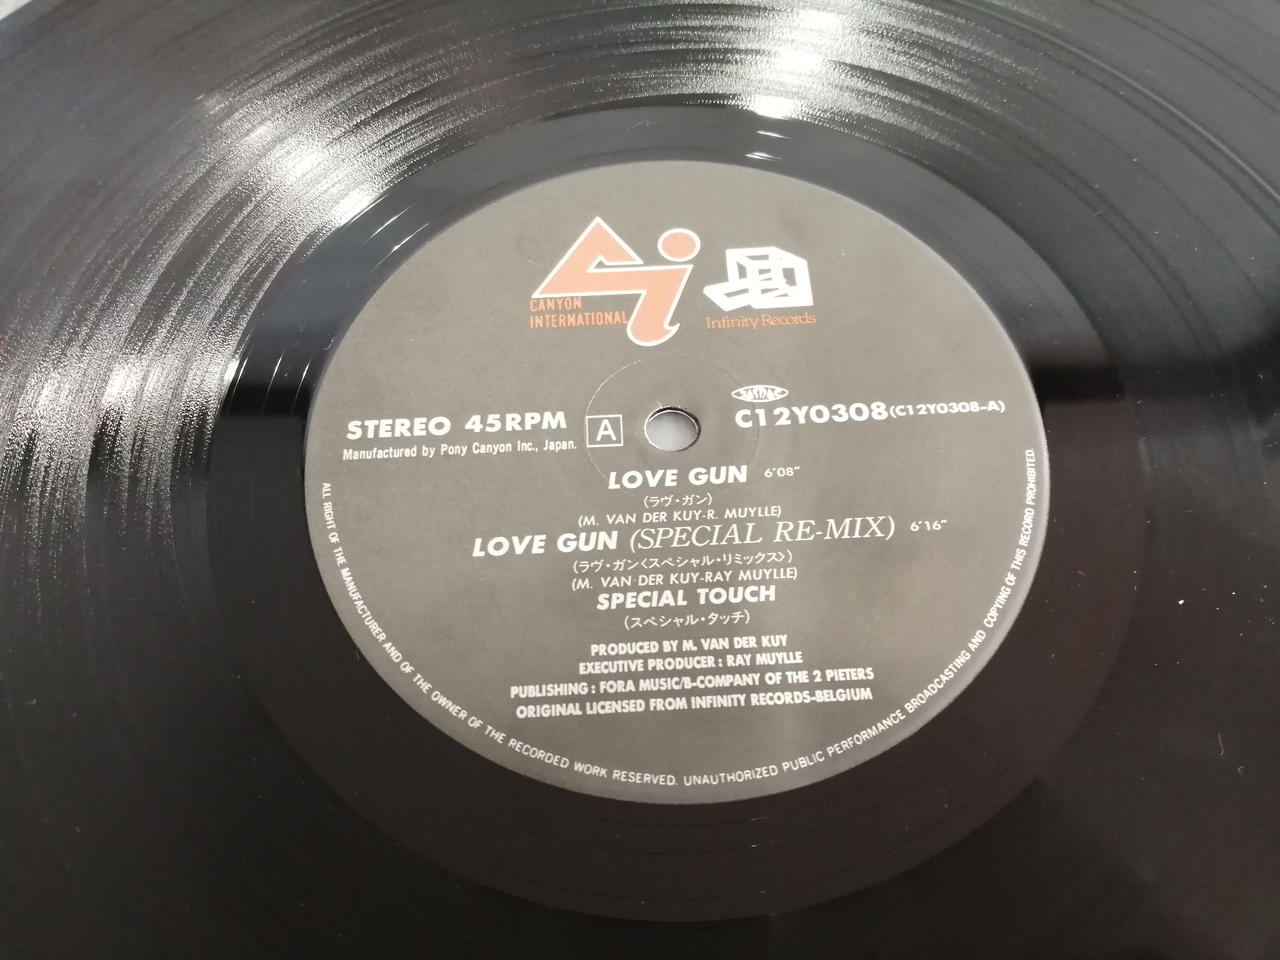 CANYON
INTERNATIONAL
Infinity Records
STEREO 45RPM
Manufactured by Pony Canyon Inc., Japan.
A
JASRAC
C12Y0308 (C12Y0308-A)
LOVE GUN 6'08"
(ラヴ・ガン)
(M. VAN DER KUY-R. MUYLLE)
LOVE GUN (SPECIAL RE-MIX) 6'16"
(ラヴ・ガン〈スペシャル・リミックス〉)
(M. VAN DER KUY-RAY MUYLLE)
SPECIAL TOUCH
(スペシャル・タッチ)
PRODUCED BY M. VAN DER KUY
EXECUTIVE PRODUCER : RAY MUYLLE
PUBLISHING : FORA MUSIC/B-COMPANY OF THE 2 PIETERS
ORIGINAL LICENSED FROM INFINITY RECORDS-BELGIUM
ALL RIGHT OF THE MANUFACTURER AND OF THE OWNER OF THE RECORDED WORK RESERVED. UNAUTHORIZED PUBLIC PERFORMANCE BROADCASTING AND COPYING OF THIS RECORD PROHIBITED.